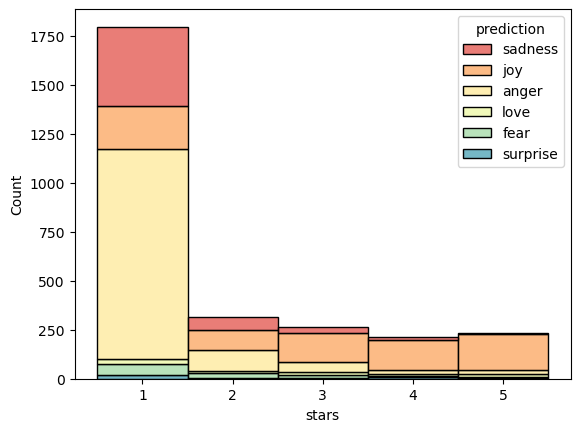 prediction
sadness
joy
anger
love
fear
surprise
Count
1750
1500
1250
1000
750
500
250
0
1 2 3 4 5
stars